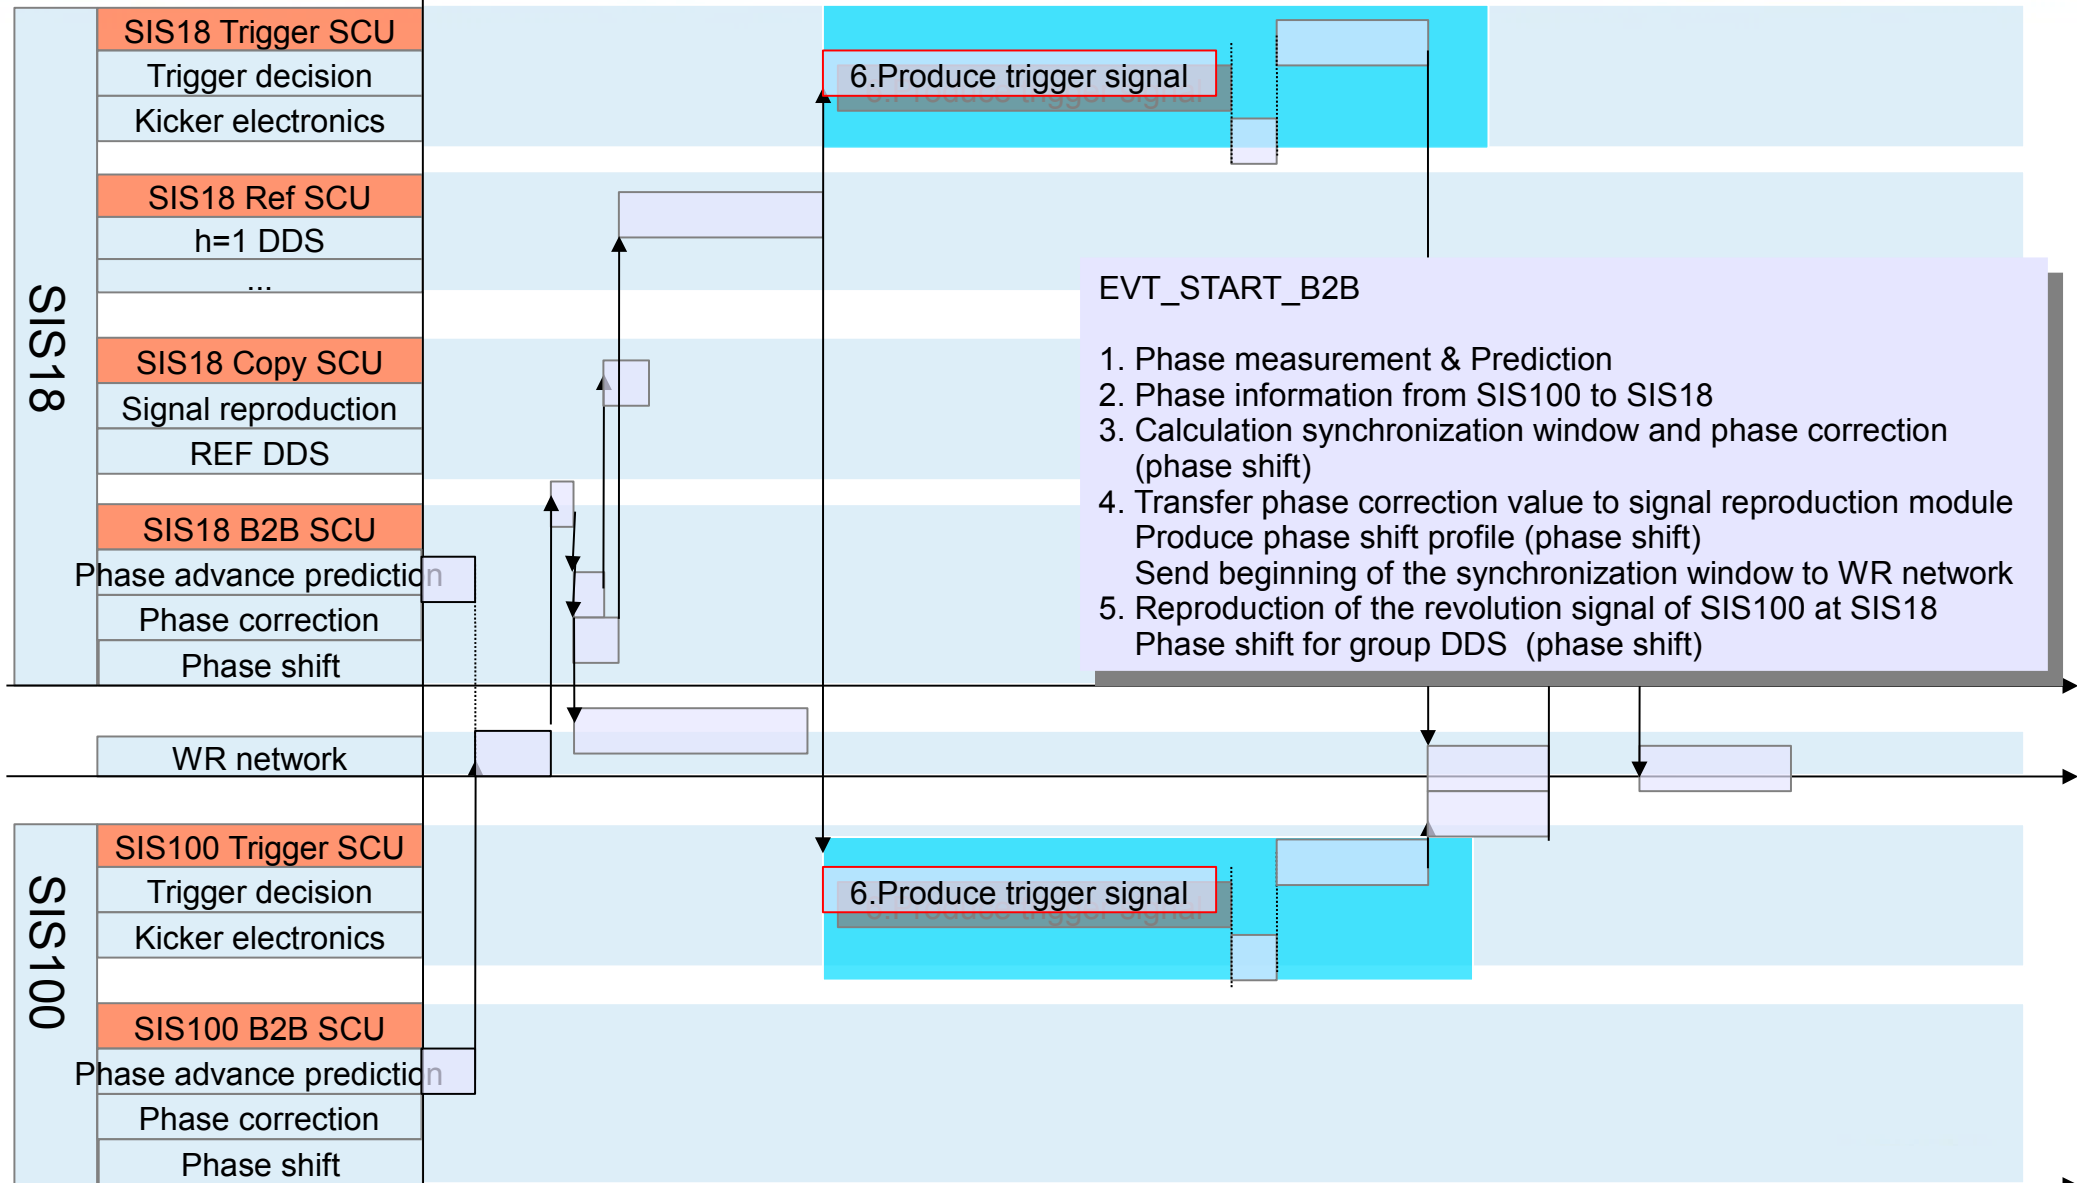 SIS18
SIS18 Trigger SCU
Trigger decision
Kicker electronics
6.Produce trigger signal
SIS18 Ref SCU
h=1 DDS
...
SIS18 Copy SCU
Signal reproduction
REF DDS
SIS18 B2B SCU
Phase advance prediction
Phase correction
Phase shift
EVT_START_B2B
1. Phase measurement & Prediction
2. Phase information from SIS100 to SIS18
3. Calculation synchronization window and phase correction
(phase shift)
4. Transfer phase correction value to signal reproduction module
Produce phase shift profile (phase shift)
Send beginning of the synchronization window to WR network
5. Reproduction of the revolution signal of SIS100 at SIS18
Phase shift for group DDS (phase shift)
WR network
SIS100
SIS100 Trigger SCU
Trigger decision
Kicker electronics
6.Produce trigger signal
SIS100 B2B SCU
Phase advance prediction
Phase correction
Phase shift